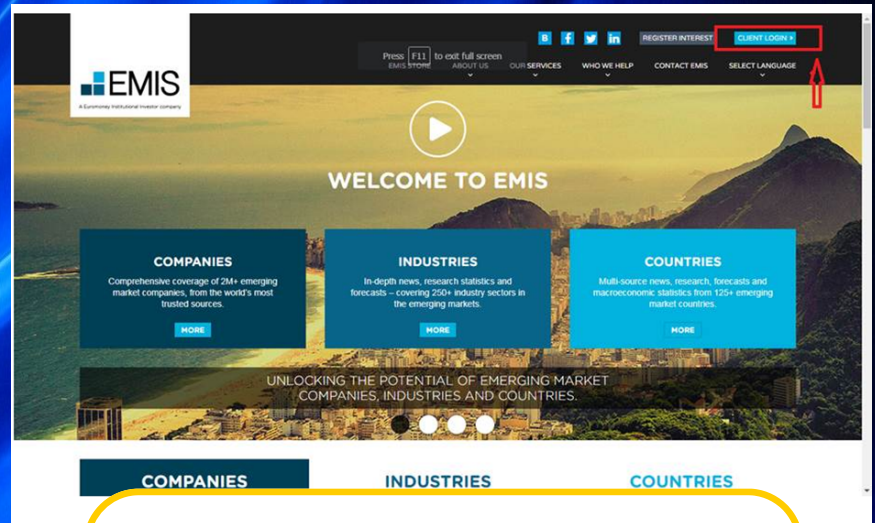 B f in REGISTER INTEREST CLIENT LOGIN ▸
Press F11 to exit full screen
EMIS STORE ABOUT US OUR SERVICES WHO WE HELP CONTACT EMIS SELECT LANGUAGE
EMIS
A Euromoney Institutional Investor company
WELCOME TO EMIS
COMPANIES
Comprehensive coverage of 2M+ emerging
market companies, from the world's most
trusted sources.
MORE
INDUSTRIES
In-depth news, research statistics and
forecasts – covering 250+ industry sectors in
the emerging markets.
MORE
COUNTRIES
Multi-source news, research, forecasts and
macroeconomic statistics from 125+ emerging
market countries.
MORE
UNLOCKING THE POTENTIAL OF EMERGING MARKET
COMPANIES, INDUSTRIES AND COUNTRIES.
COMPANIES INDUSTRIES COUNTRIES